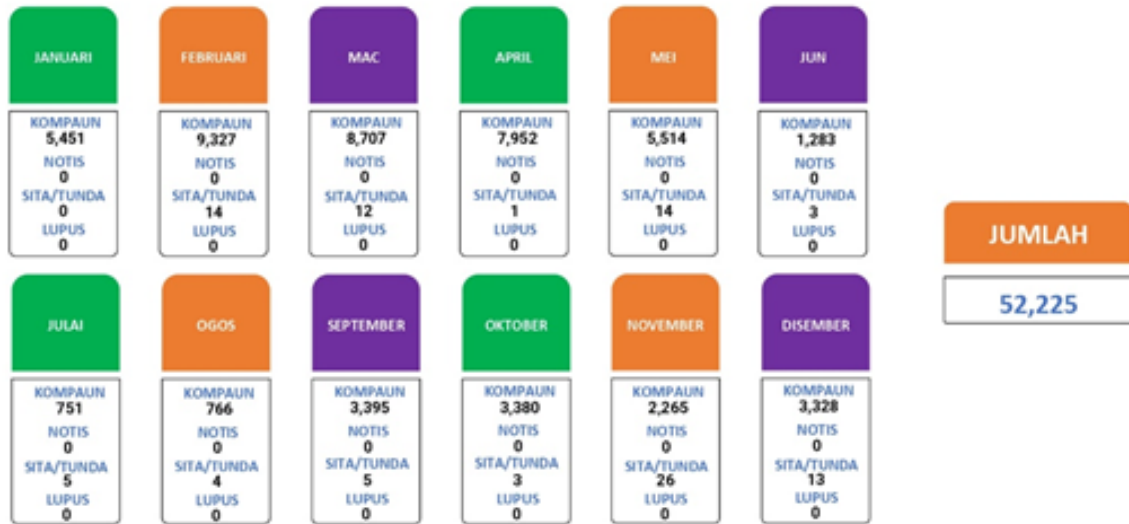 JANUARI
KOMPAUN
5,451
NOTIS
0
SITA/TUNDA
0
LUPUS
0
FEBRUARI
KOMPAUN
9,327
NOTIS
0
SITA/TUNDA
14
LUPUS
0
MAC
KOMPAUN
8,707
NOTIS
0
SITA/TUNDA
12
LUPUS
0
APRIL
KOMPAUN
7,952
NOTIS
0
SITA/TUNDA
1
LUPUS
0
MEI
KOMPAUN
5,514
NOTIS
0
SITA/TUNDA
14
LUPUS
0
JUN
KOMPAUN
1,283
NOTIS
0
SITA/TUNDA
3
LUPUS
0
JULAI
KOMPAUN
751
NOTIS
0
SITA/TUNDA
5
LUPUS
0
OGOS
KOMPAUN
766
NOTIS
0
SITA/TUNDA
4
LUPUS
0
SEPTEMBER
KOMPAUN
3,395
NOTIS
0
SITA/TUNDA
5
LUPUS
0
OKTOBER
KOMPAUN
3,380
NOTIS
0
SITA/TUNDA
3
LUPUS
0
NOVEMBER
KOMPAUN
2,265
NOTIS
0
SITA/TUNDA
26
LUPUS
0
DISEMBER
KOMPAUN
3,328
NOTIS
0
SITA/TUNDA
13
LUPUS
0
JUMLAH
52,225